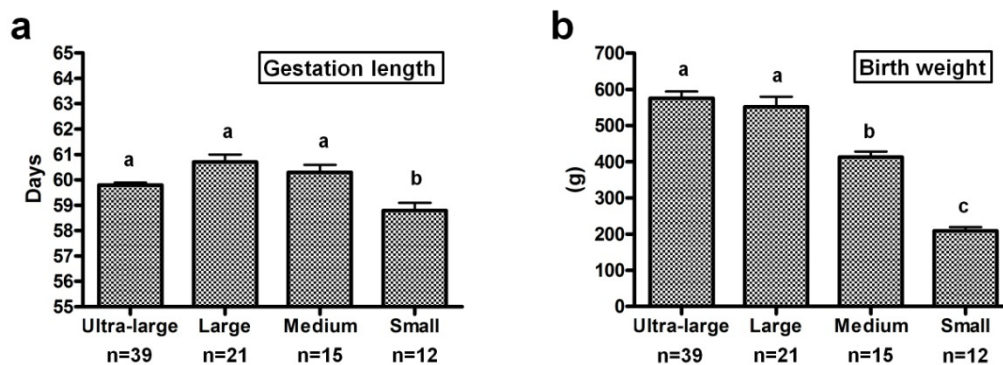 a
Gestation length
Days
65
64
63
62
61
60
59
58
57
56
55
a
a
a
b
Ultra-large
Large
Medium
Small
n=39
n=21
n=15
n=12
b
Birth weight
(g)
700
600
500
400
300
200
100
0
a
a
b
c
Ultra-large
Large
Medium
Small
n=39
n=21
n=15
n=12